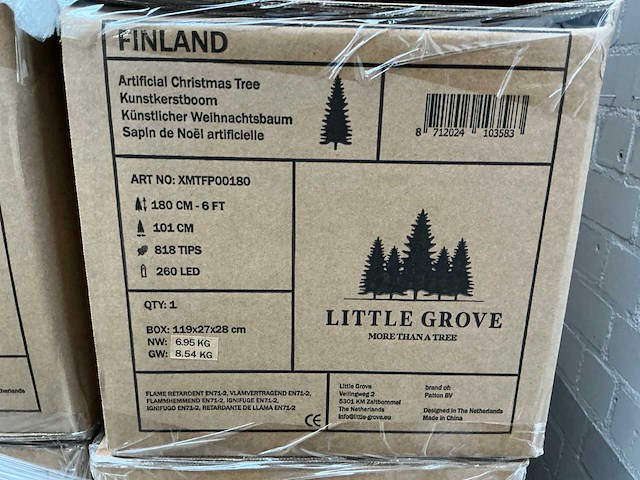 FINLAND
Artificial Christmas Tree
Kunstkerstboom
Künstlicher Weihnachtsbaum
Sapin de Noël artificielle
8 712024 103583
ART NO: XMTFP00180
180 CM - 6 FT
101 CM
818 TIPS
260 LED
LITTLE GROVE
MORE THAN A TREE
QTY: 1
BOX: 119x27x28 cm
NW: 6.95 KG
GW: 8.54 KG
FLAME RETARDENT EN71-2, VLAMVERTRAGEND EN71-2,
FLAMMHEMMEND EN71-2, IGNIFUGE EN71-2,
IGNIFUGO EN71-2, RETARDANTE DE LLAMA EN71-2
CE
Little Grove
Veilingweg 2
5301 KM Zaltbommel
The Netherlands
info@little-grove.eu
brand of:
Patton BV
Designed in The Netherlands
Made in China